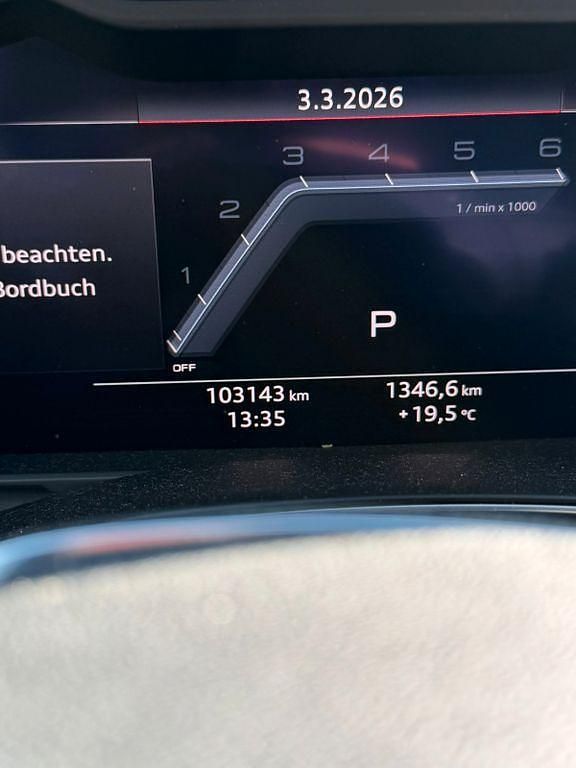 3.3.2026
3 4 5 6
2
1 / min x 1000
beachten.
1
Bordbuch
P
OFF
103143 km 1346,6 km
13:35 +19,5 °C